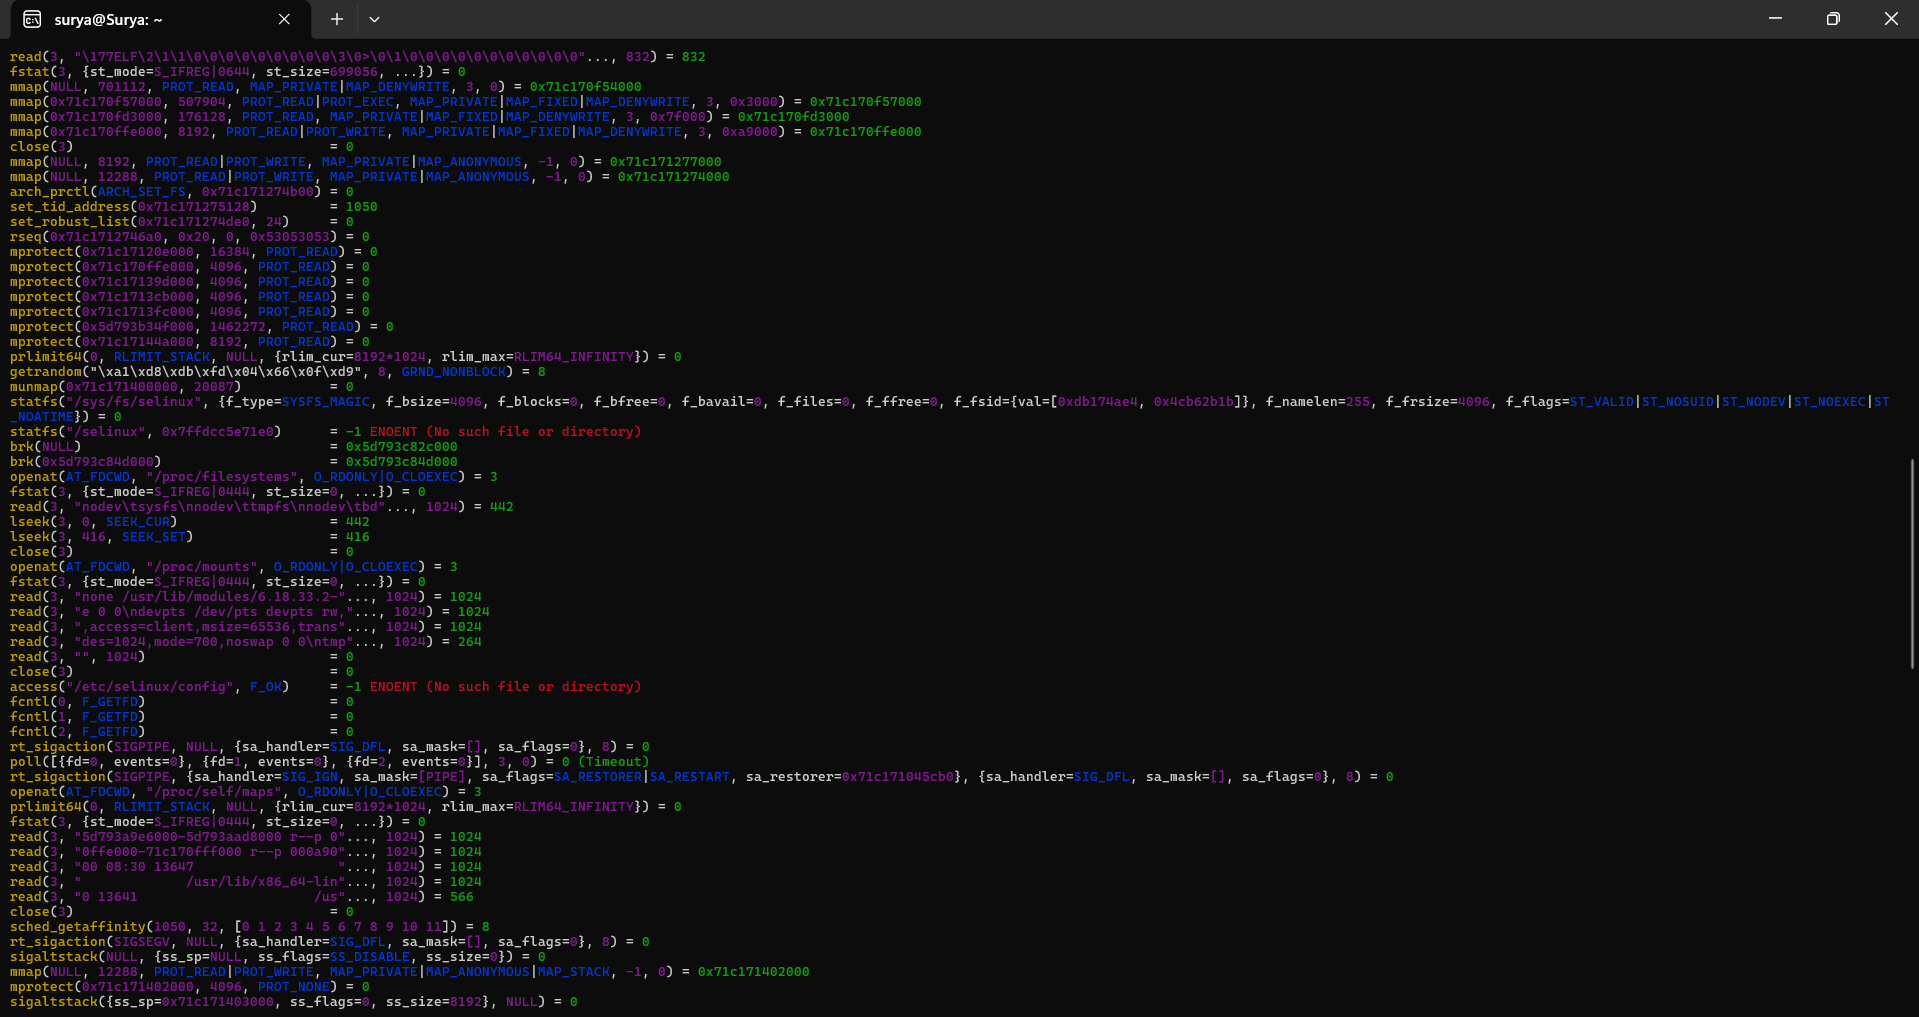 surya@Surya: ~
read(3, "\177ELF\2\1\1\0\0\0\0\0\0\0\0\0\3\0>\0\1\0\0\0\0\0\0\0\0\0\0\0"..., 832) = 832
fstat(3, {st_mode=S_IFREG|0644, st_size=699056, ...}) = 0
mmap(NULL, 701112, PROT_READ, MAP_PRIVATE|MAP_DENYWRITE, 3, 0) = 0x71c170f54000
mmap(0x71c170f57000, 507904, PROT_READ|PROT_EXEC, MAP_PRIVATE|MAP_FIXED|MAP_DENYWRITE, 3, 0x3000) = 0x71c170f57000
mmap(0x71c170fd3000, 176128, PROT_READ, MAP_PRIVATE|MAP_FIXED|MAP_DENYWRITE, 3, 0x7f000) = 0x71c170fd3000
mmap(0x71c170ffe000, 8192, PROT_READ|PROT_WRITE, MAP_PRIVATE|MAP_FIXED|MAP_DENYWRITE, 3, 0xa9000) = 0x71c170ffe000
close(3)                                = 0
mmap(NULL, 8192, PROT_READ|PROT_WRITE, MAP_PRIVATE|MAP_ANONYMOUS, -1, 0) = 0x71c171277000
mmap(NULL, 12288, PROT_READ|PROT_WRITE, MAP_PRIVATE|MAP_ANONYMOUS, -1, 0) = 0x71c171274000
arch_prctl(ARCH_SET_FS, 0x71c171274b00) = 0
set_tid_address(0x71c171275128)         = 1050
set_robust_list(0x71c171274de0, 24)     = 0
rseq(0x71c1712746a0, 0x20, 0, 0x53053053) = 0
mprotect(0x71c17120e000, 16384, PROT_READ) = 0
mprotect(0x71c170ffe000, 4096, PROT_READ) = 0
mprotect(0x71c17139d000, 4096, PROT_READ) = 0
mprotect(0x71c1713cb000, 4096, PROT_READ) = 0
mprotect(0x71c1713fc000, 4096, PROT_READ) = 0
mprotect(0x5d793b34f000, 1462272, PROT_READ) = 0
mprotect(0x71c17144a000, 8192, PROT_READ) = 0
prlimit64(0, RLIMIT_STACK, NULL, {rlim_cur=8192*1024, rlim_max=RLIM64_INFINITY}) = 0
getrandom("\xa1\xd8\xdb\xfd\x04\x66\x0f\xd9", 8, GRND_NONBLOCK) = 8
munmap(0x71c171400000, 20087)           = 0
statfs("/sys/fs/selinux", {f_type=SYSFS_MAGIC, f_bsize=4096, f_blocks=0, f_bfree=0, f_bavail=0, f_files=0, f_ffree=0, f_fsid={val=[0xdb174ae4, 0x4cb62b1b]}, f_namelen=255, f_frsize=4096, f_flags=ST_VALID|ST_NOSUID|ST_NODEV|ST_NOEXEC|ST
_NOATIME}) = 0
statfs("/selinux", 0x7ffdcc5e71e0)      = -1 ENOENT (No such file or directory)
brk(NULL)                               = 0x5d793c82c000
brk(0x5d793c84d000)                     = 0x5d793c84d000
openat(AT_FDCWD, "/proc/filesystems", O_RDONLY|O_CLOEXEC) = 3
fstat(3, {st_mode=S_IFREG|0444, st_size=0, ...}) = 0
read(3, "nodev\tsysfs\nnodev\ttmpfs\nnodev\tbd"..., 1024) = 442
lseek(3, 0, SEEK_CUR)                   = 442
lseek(3, 416, SEEK_SET)                 = 416
close(3)                                = 0
openat(AT_FDCWD, "/proc/mounts", O_RDONLY|O_CLOEXEC) = 3
fstat(3, {st_mode=S_IFREG|0444, st_size=0, ...}) = 0
read(3, "none /usr/lib/modules/6.18.33.2-"..., 1024) = 1024
read(3, "e 0 0\ndevpts /dev/pts devpts rw,"..., 1024) = 1024
read(3, ",access=client,msize=65536,trans"..., 1024) = 1024
read(3, "des=1024,mode=700,noswap 0 0\ntmp"..., 1024) = 264
read(3, "", 1024)                       = 0
close(3)                                = 0
access("/etc/selinux/config", F_OK)     = -1 ENOENT (No such file or directory)
fcntl(0, F_GETFD)                       = 0
fcntl(1, F_GETFD)                       = 0
fcntl(2, F_GETFD)                       = 0
rt_sigaction(SIGPIPE, NULL, {sa_handler=SIG_DFL, sa_mask=[], sa_flags=0}, 8) = 0
poll([{fd=0, events=0}, {fd=1, events=0}, {fd=2, events=0}], 3, 0) = 0 (Timeout)
rt_sigaction(SIGPIPE, {sa_handler=SIG_IGN, sa_mask=[PIPE], sa_flags=SA_RESTORER|SA_RESTART, sa_restorer=0x71c171045cb0}, {sa_handler=SIG_DFL, sa_mask=[], sa_flags=0}, 8) = 0
openat(AT_FDCWD, "/proc/self/maps", O_RDONLY|O_CLOEXEC) = 3
prlimit64(0, RLIMIT_STACK, NULL, {rlim_cur=8192*1024, rlim_max=RLIM64_INFINITY}) = 0
fstat(3, {st_mode=S_IFREG|0444, st_size=0, ...}) = 0
read(3, "5d793a9e6000-5d793aad8000 r--p 0"..., 1024) = 1024
read(3, "0ffe000-71c170fff000 r--p 000a90"..., 1024) = 1024
read(3, "00 08:30 13647                  "..., 1024) = 1024
read(3, "             /usr/lib/x86_64-lin"..., 1024) = 1024
read(3, "0 13641                      /us"..., 1024) = 566
close(3)                                = 0
sched_getaffinity(1050, 32, [0 1 2 3 4 5 6 7 8 9 10 11]) = 8
rt_sigaction(SIGSEGV, NULL, {sa_handler=SIG_DFL, sa_mask=[], sa_flags=0}, 8) = 0
sigaltstack(NULL, {ss_sp=NULL, ss_flags=SS_DISABLE, ss_size=0}) = 0
mmap(NULL, 12288, PROT_READ|PROT_WRITE, MAP_PRIVATE|MAP_ANONYMOUS|MAP_STACK, -1, 0) = 0x71c171402000
mprotect(0x71c171402000, 4096, PROT_NONE) = 0
sigaltstack({ss_sp=0x71c171403000, ss_flags=0, ss_size=8192}, NULL) = 0